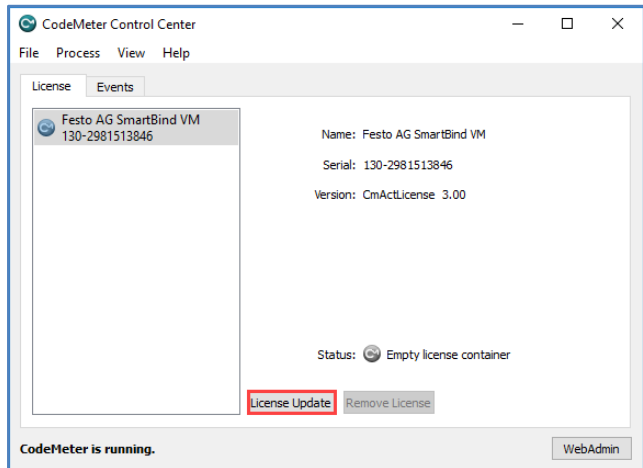 CodeMeter Control Center
File Process View Help
License Events
Festo AG SmartBind VM
130-2981513846
Name: Festo AG SmartBind VM
Serial: 130-2981513846
Version: CmActLicense 3.00
Status: Empty license container
License Update Remove License
CodeMeter is running. WebAdmin